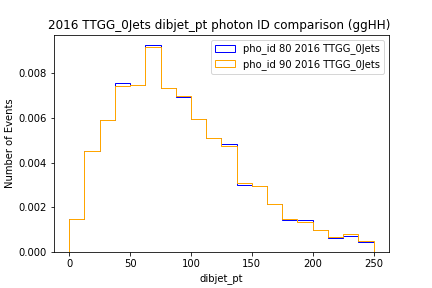 2016 TTGG_0Jets dibjet_pt photon ID comparison (ggHH)
pho_id 80 2016 TTGG_0Jets
pho_id 90 2016 TTGG_0Jets
Number of Events
0.008
0.006
0.004
0.002
0.000
0 50 100 150 200 250
dibjet_pt